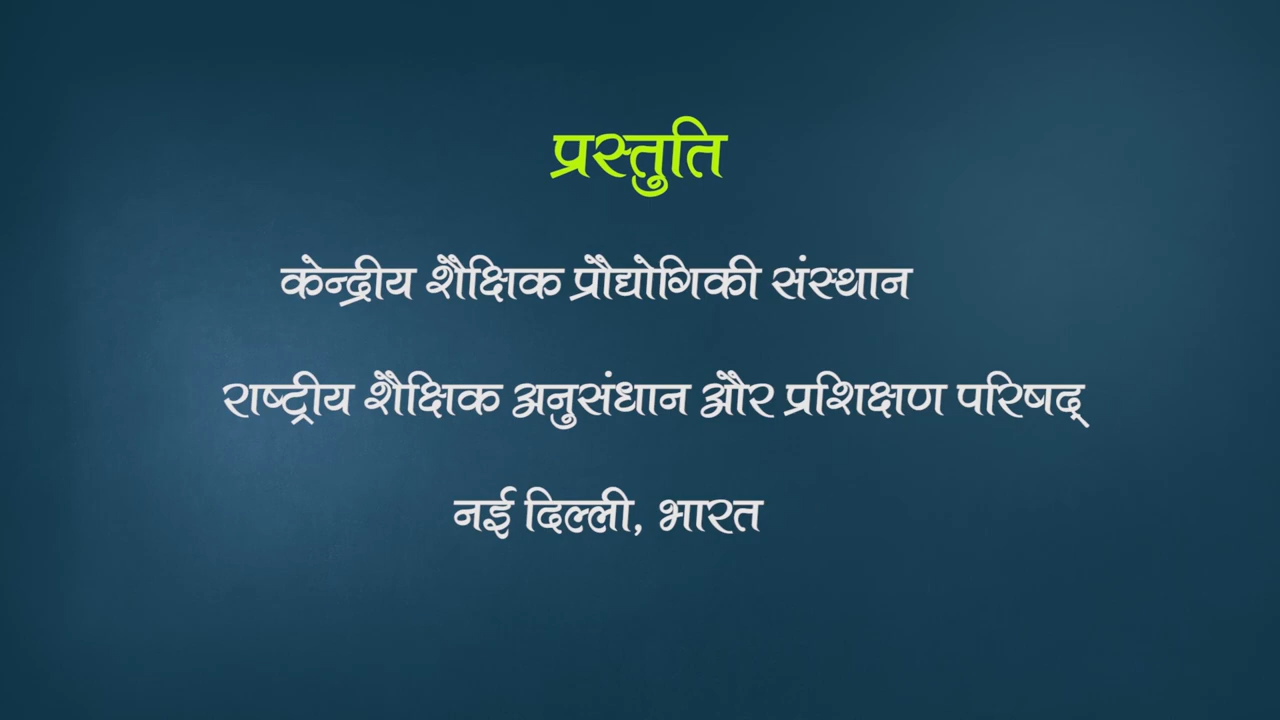 प्रस्तुति
केन्द्रीय शैक्षिक प्रौद्योगिकी संस्थान
राष्ट्रीय शैक्षिक अनुसंधान और प्रशिक्षण परिषद्
नई दिल्ली, भारत